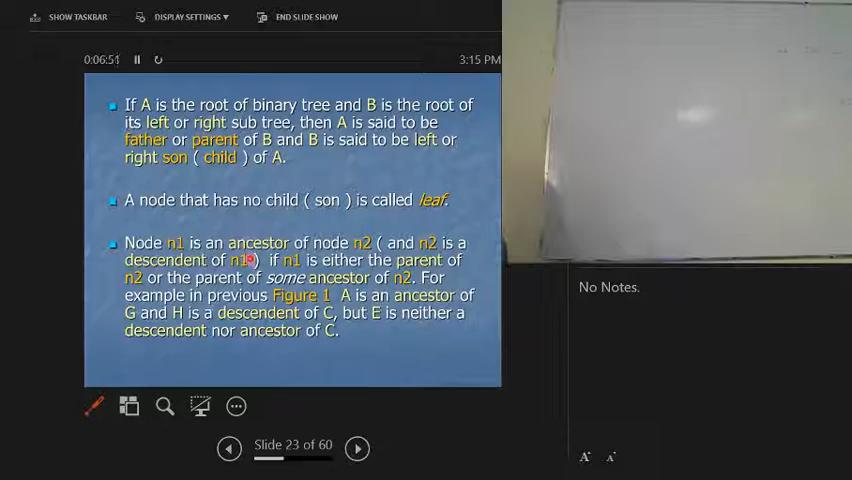 SHOW TASKBAR
DISPLAY SETTINGS ▾
END SLIDE SHOW
0:06:51
3:15 PM
If A is the root of binary tree and B is the root of
its left or right sub tree, then A is said to be
father or parent of B and B is said to be left or
right son ( child ) of A.
A node that has no child ( son ) is called leaf.
Node n1 is an ancestor of node n2 ( and n2 is a
descendent of n1 ) if n1 is either the parent of
n2 or the parent of some ancestor of n2. For
example in previous Figure 1 A is an ancestor of
G and H is a descendent of C, but E is neither a
descendent nor ancestor of C.
No Notes.
Slide 23 of 60
A A